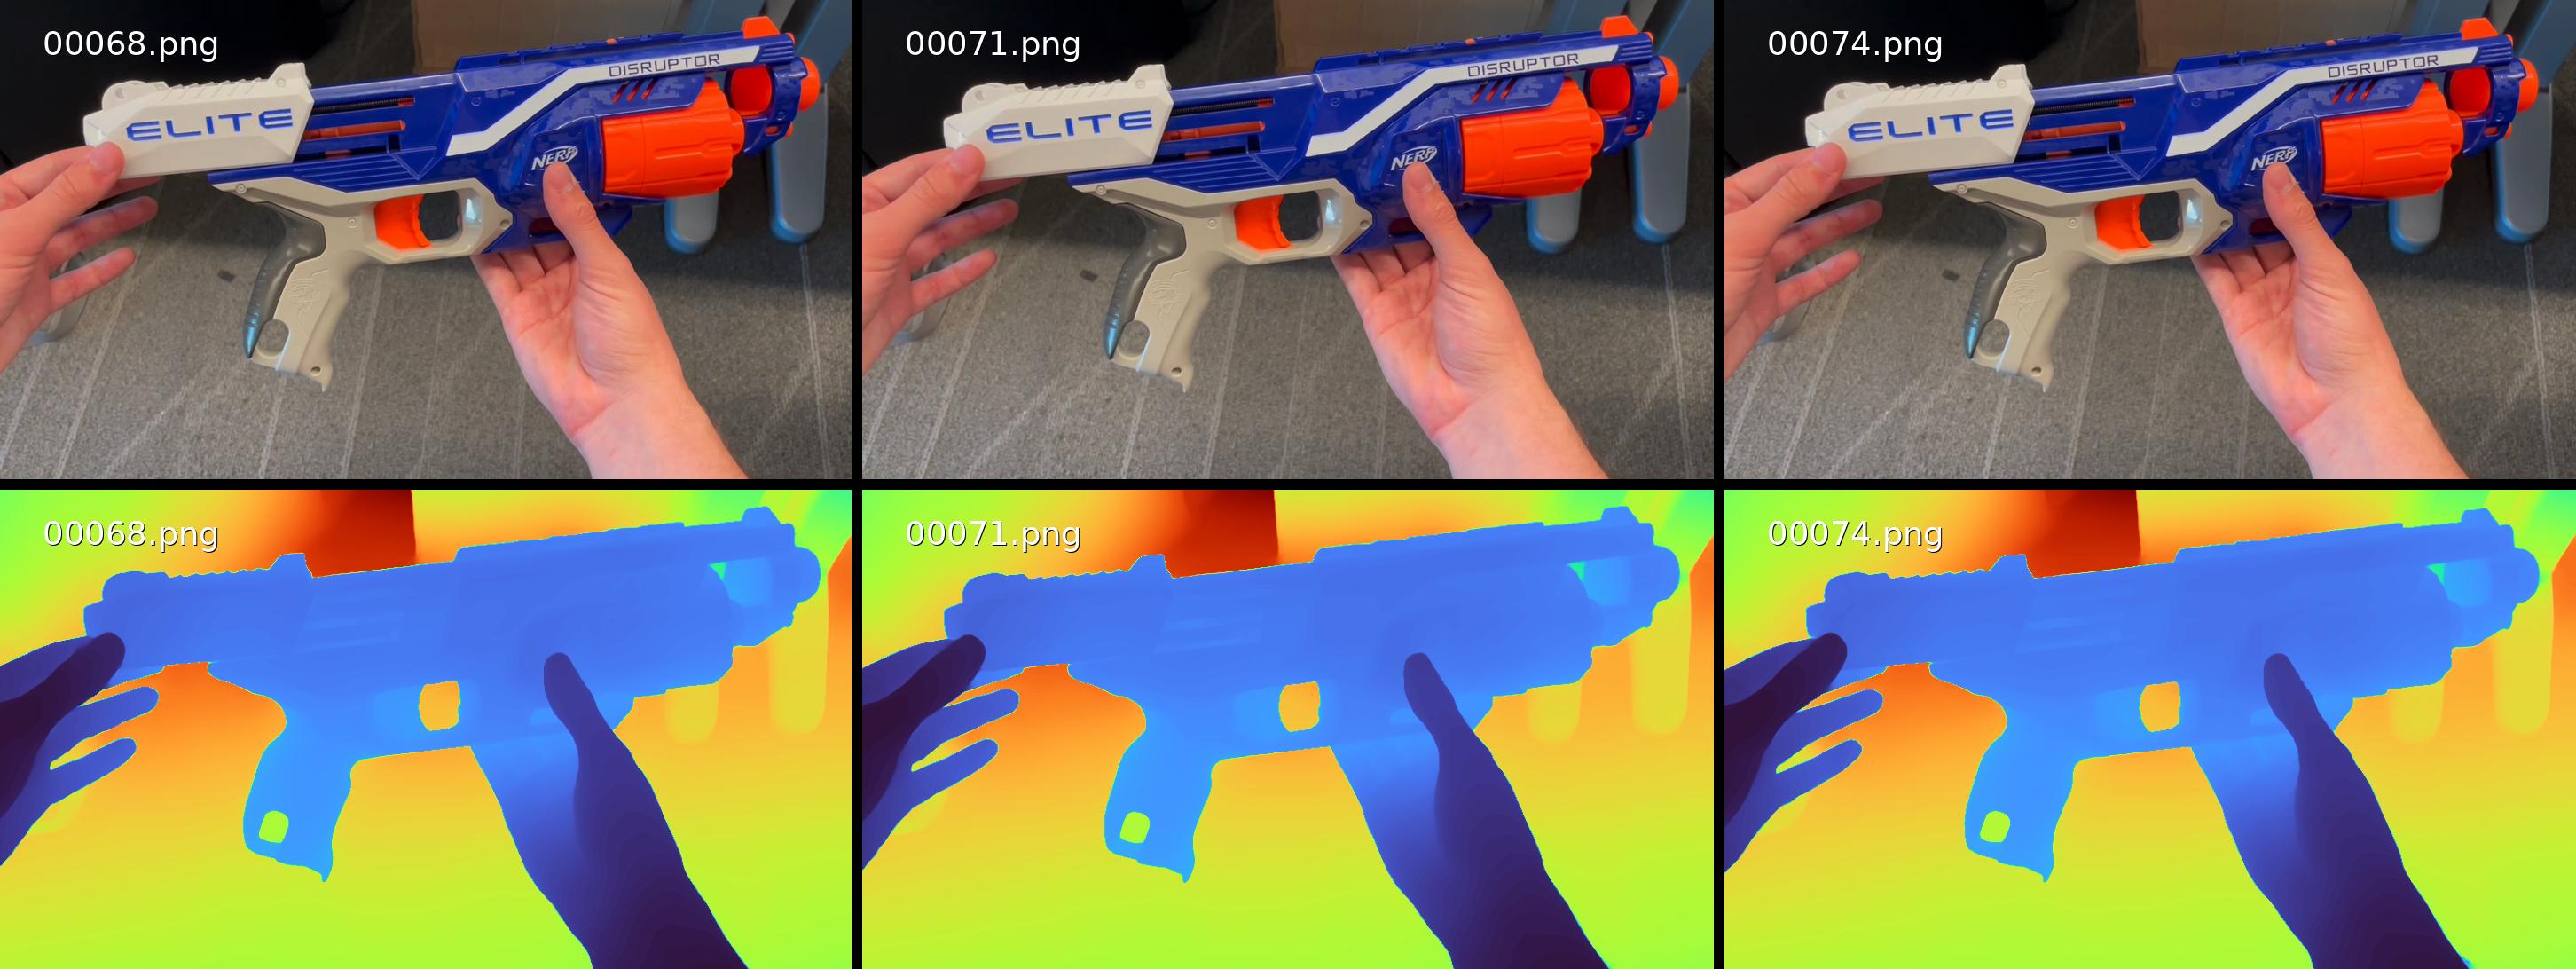 00068.png
DISRUPTOR
ELITE
NERF
00071.png
DISRUPTOR
ELITE
NERF
00074.png
DISRUPTOR
ELITE
NERF
00068.png
00071.png
00074.png